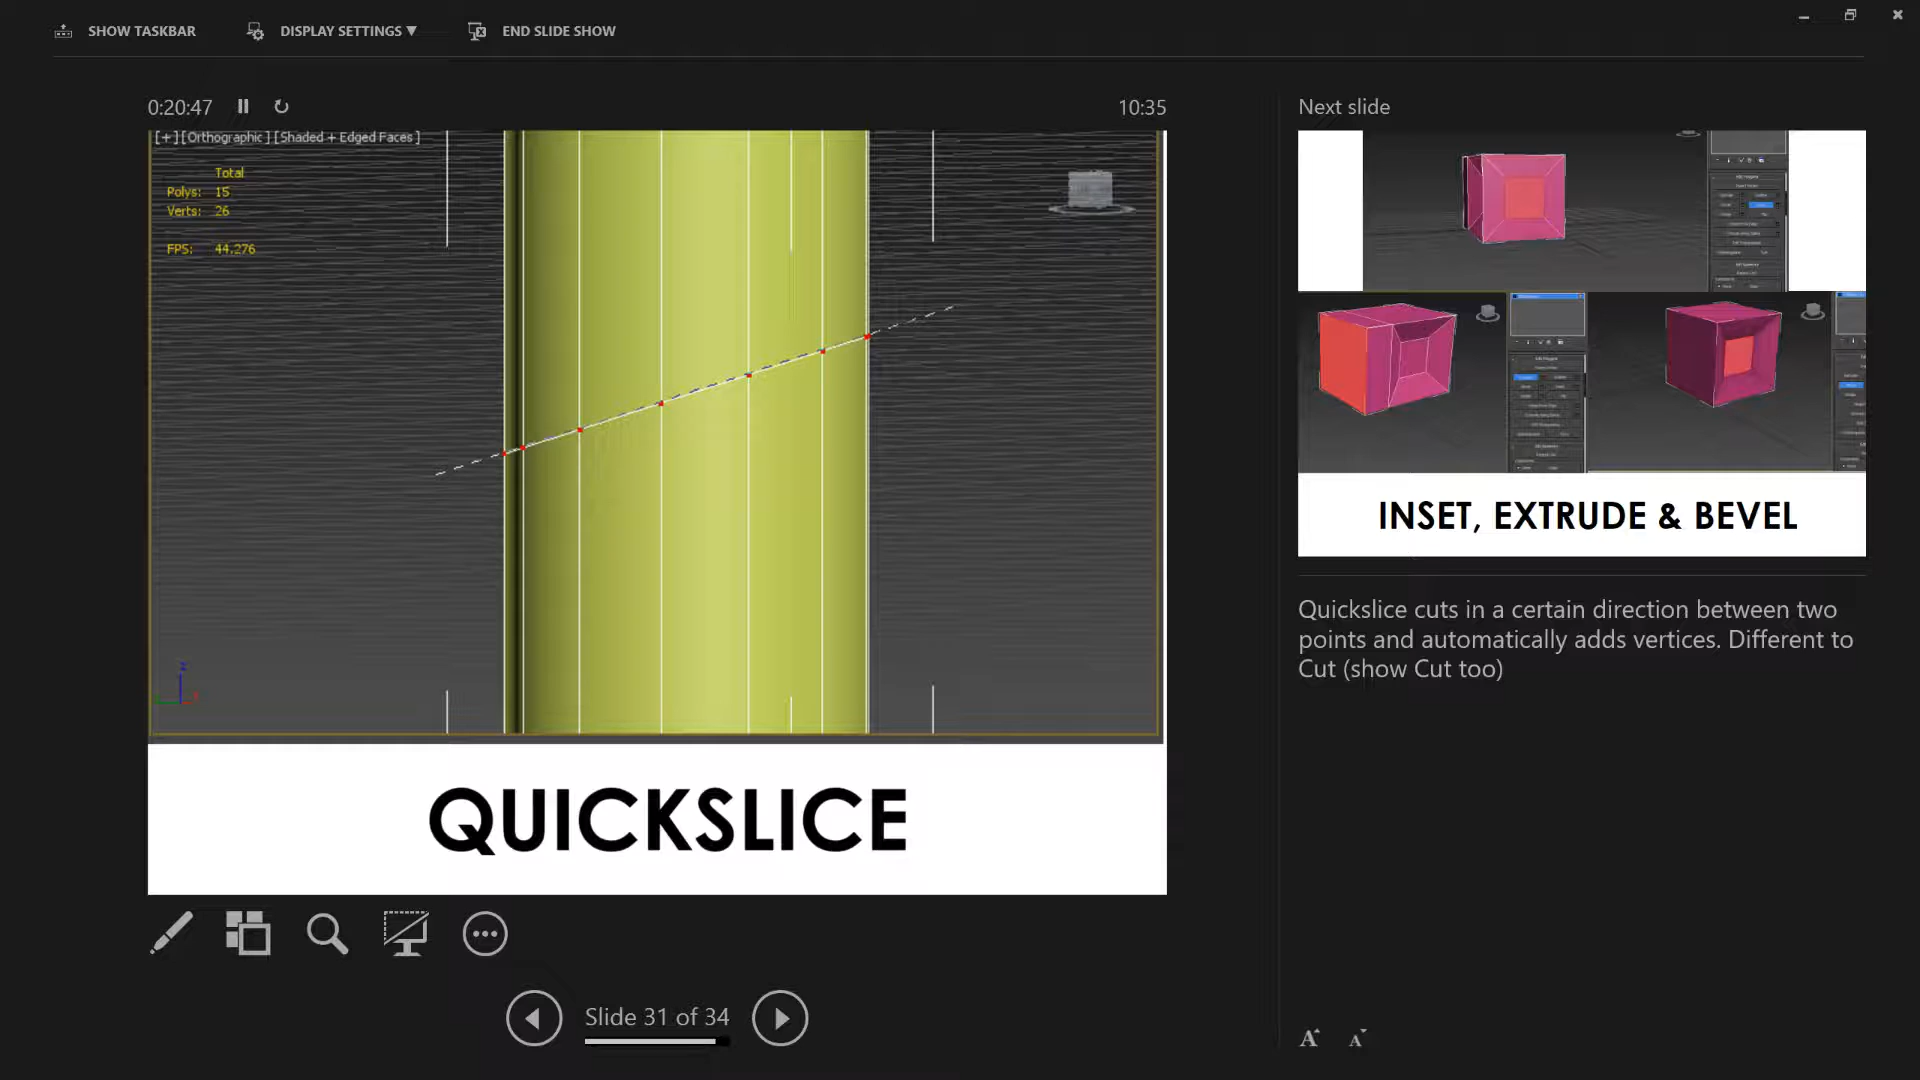 SHOW TASKBAR
DISPLAY SETTINGS ▼
END SLIDE SHOW
0:20:47
10:35
Next slide
[+] [Orthographic] [Shaded + Edged Faces]
Total
Polys: 15
Verts: 26
FPS: 44.276
z
QUICKSLICE
INSET, EXTRUDE & BEVEL
Quickslice cuts in a certain direction between two
points and automatically adds vertices. Different to
Cut (show Cut too)
Slide 31 of 34
A A